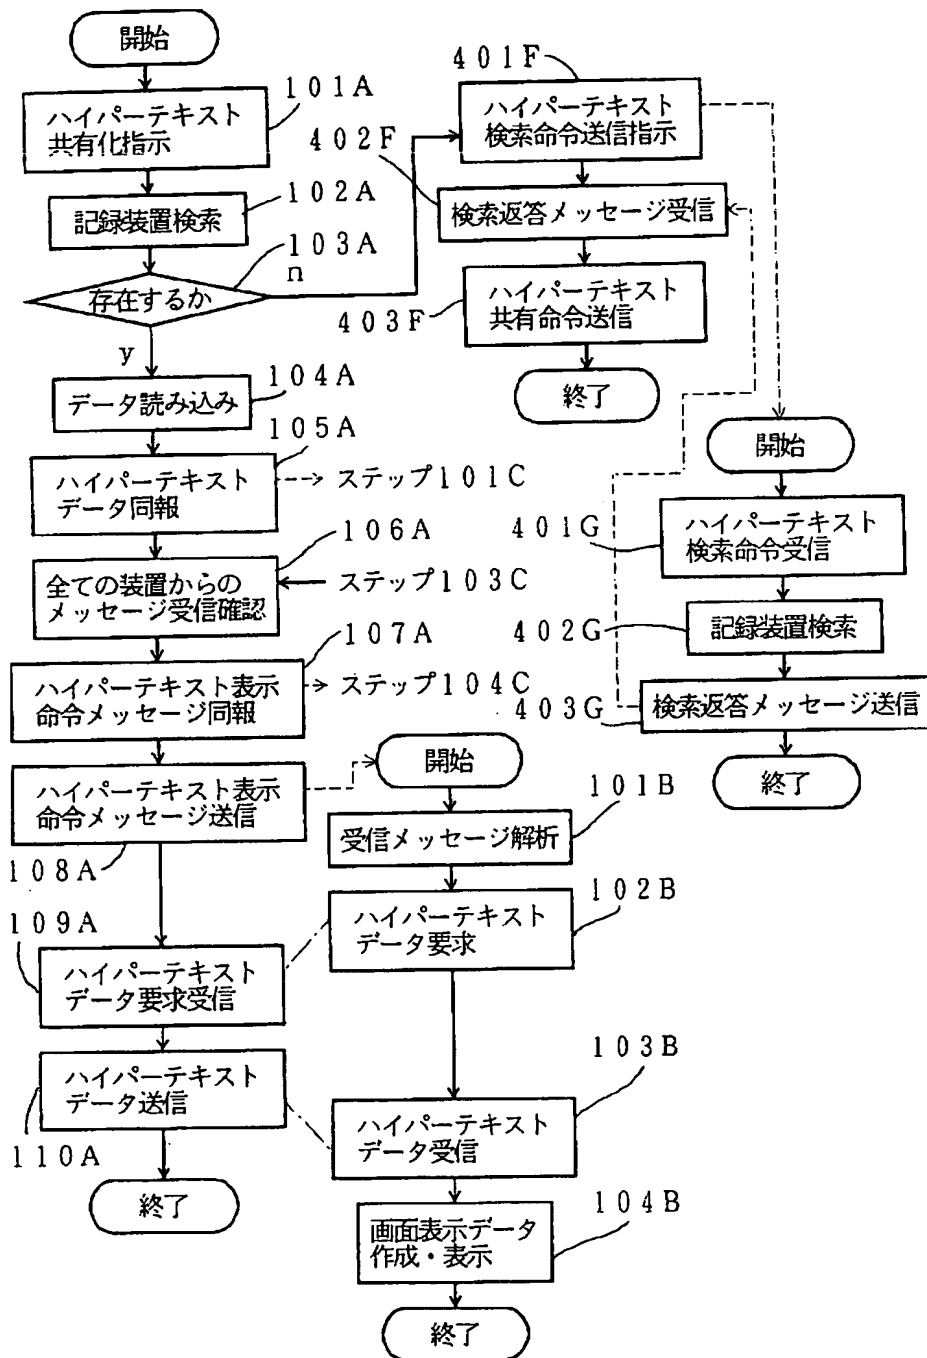 開始
101A
ハイパーテキスト
共有化指示
102A
記録装置検索
103A
n
存在するか
y
104A
データ読み込み
105A
ハイパーテキスト
データ同報
ステップ101C
106A
全ての装置からの
メッセージ受信確認
ステップ103C
107A
ハイパーテキスト表示
命令メッセージ同報
ステップ104C
ハイパーテキスト表示
命令メッセージ送信
108A
109A
ハイパーテキスト
データ要求受信
ハイパーテキスト
データ送信
110A
終了
401F
ハイパーテキスト
検索命令送信指示
402F
検索返答メッセージ受信
ハイパーテキスト
共有命令送信
403F
終了
開始
401G
ハイパーテキスト
検索命令受信
402G
記録装置検索
403G
検索返答メッセージ送信
終了
開始
101B
受信メッセージ解析
102B
ハイパーテキスト
データ要求
103B
ハイパーテキスト
データ受信
104B
画面表示データ
作成・表示
終了